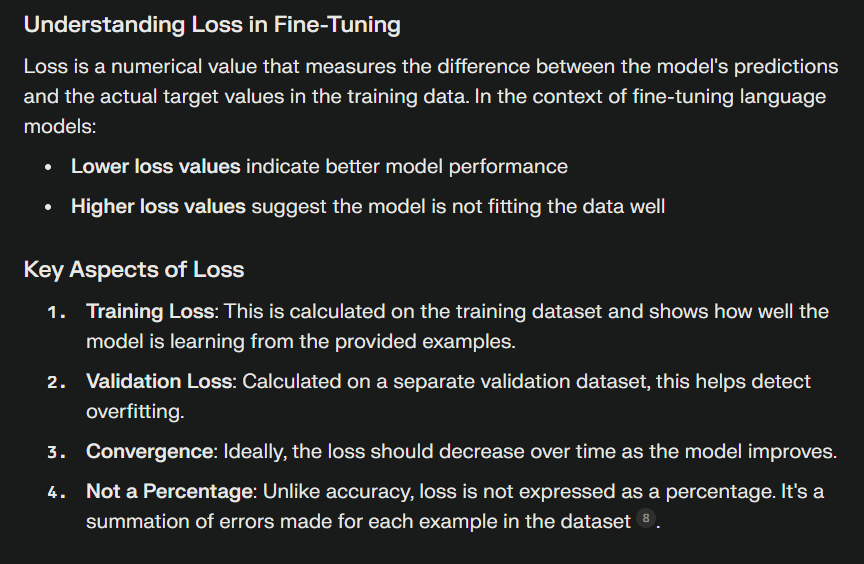 Understanding Loss in Fine-Tuning
Loss is a numerical value that measures the difference between the model's predictions
and the actual target values in the training data. In the context of fine-tuning language
models:
• Lower loss values indicate better model performance
• Higher loss values suggest the model is not fitting the data well
Key Aspects of Loss
1. Training Loss: This is calculated on the training dataset and shows how well the
model is learning from the provided examples.
2. Validation Loss: Calculated on a separate validation dataset, this helps detect
overfitting.
3. Convergence: Ideally, the loss should decrease over time as the model improves.
4. Not a Percentage: Unlike accuracy, loss is not expressed as a percentage. It's a
summation of errors made for each example in the dataset 8.